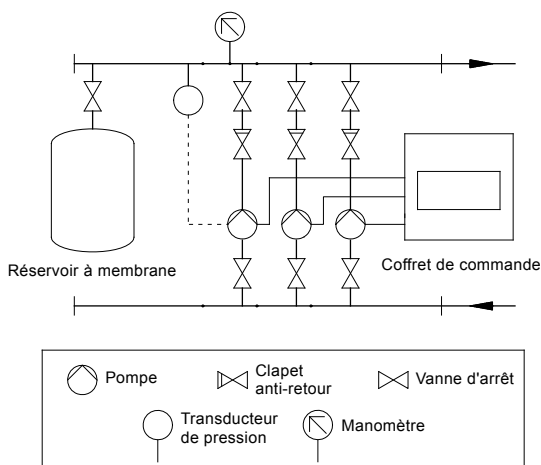 Réservoir à membrane
Coffret de commande
Pompe
Clapet
anti-retour
Vanne d'arrêt
Transducteur
de pression
Manomètre